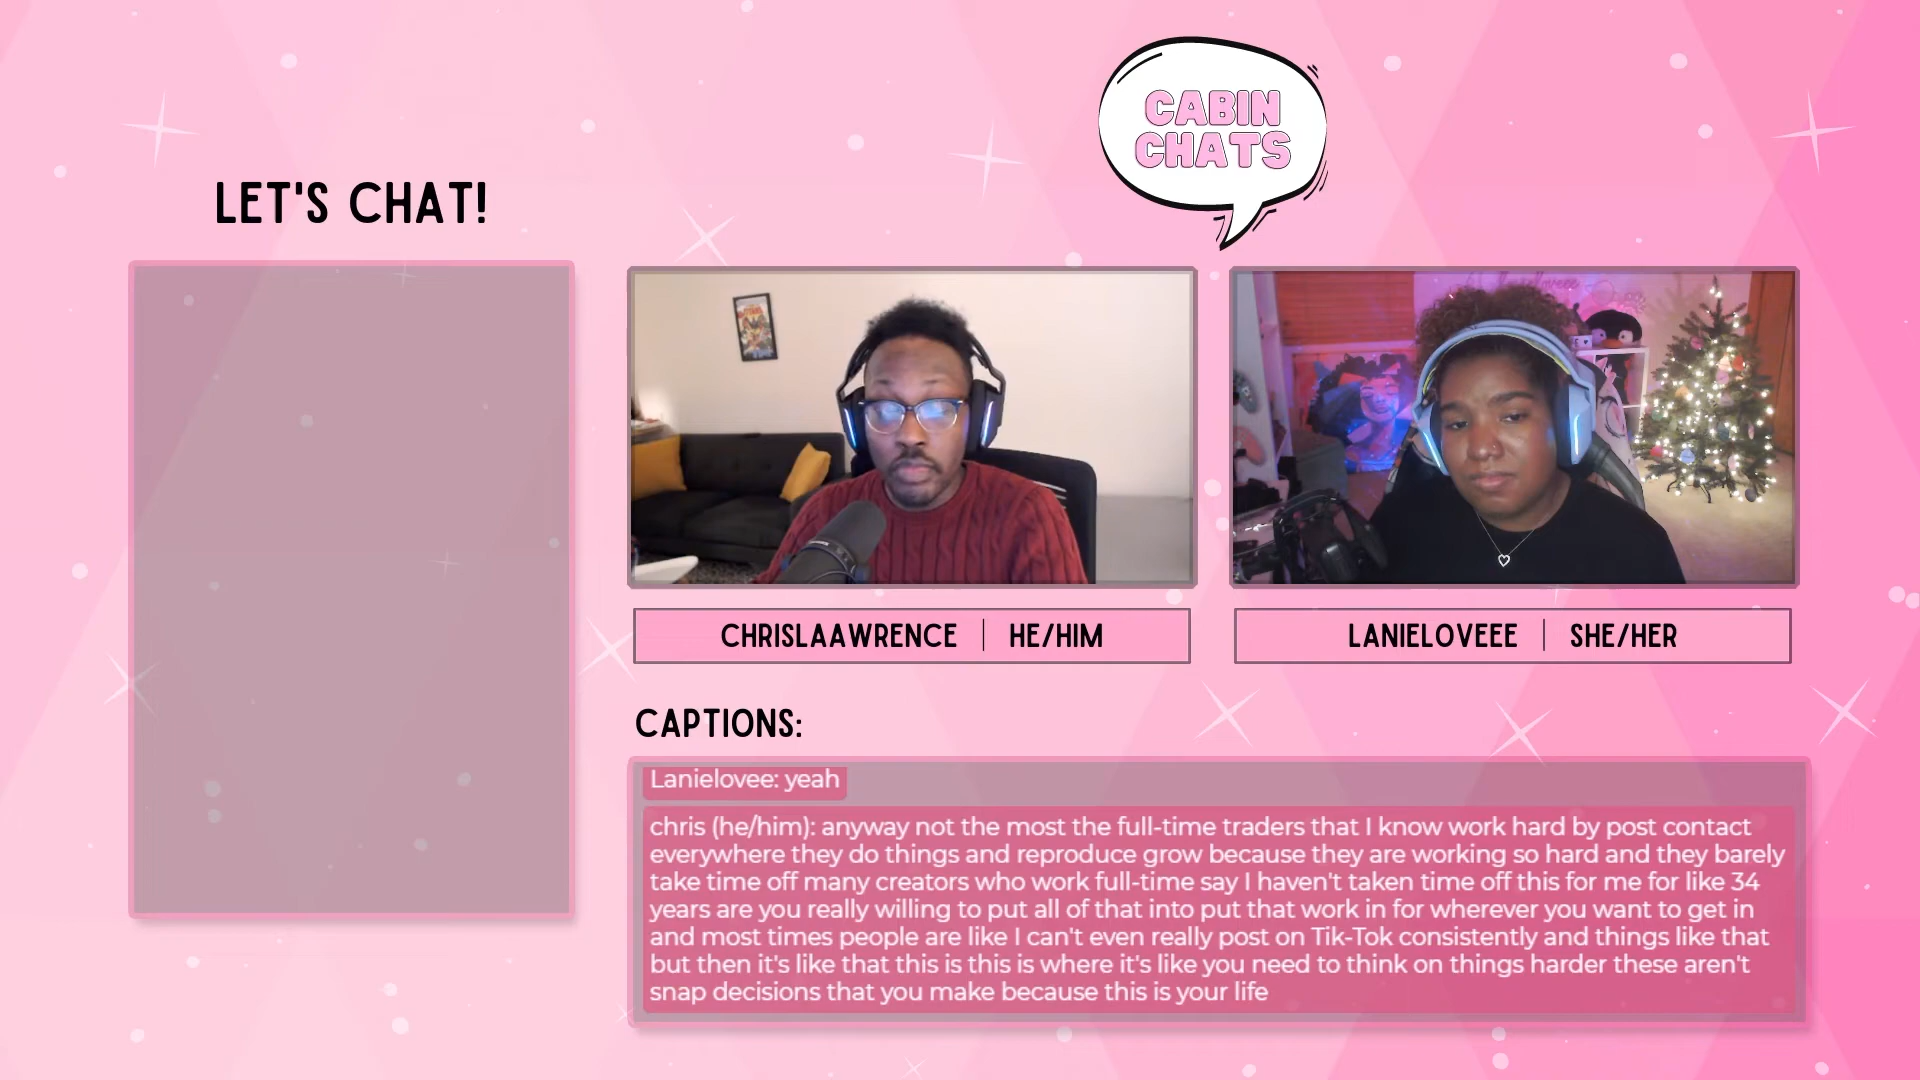 CABIN
CHATS
LET'S CHAT!
CHRISLAAWRENCE | HE/HIM
LANIELOVEEE | SHE/HER
CAPTIONS:
Lanielovee: yeah
chris (he/him): anyway not the most the full-time traders that I know work hard by post contact
everywhere they do things and reproduce grow because they are working so hard and they barely
take time off many creators who work full-time say I haven't taken time off this for me for like 34
years are you really willing to put all of that into put that work in for wherever you want to get in
and most times people are like I can't even really post on Tik-Tok consistently and things like that
but then it's like that this is this is where it's like you need to think on things harder these aren't
snap decisions that you make because this is your life